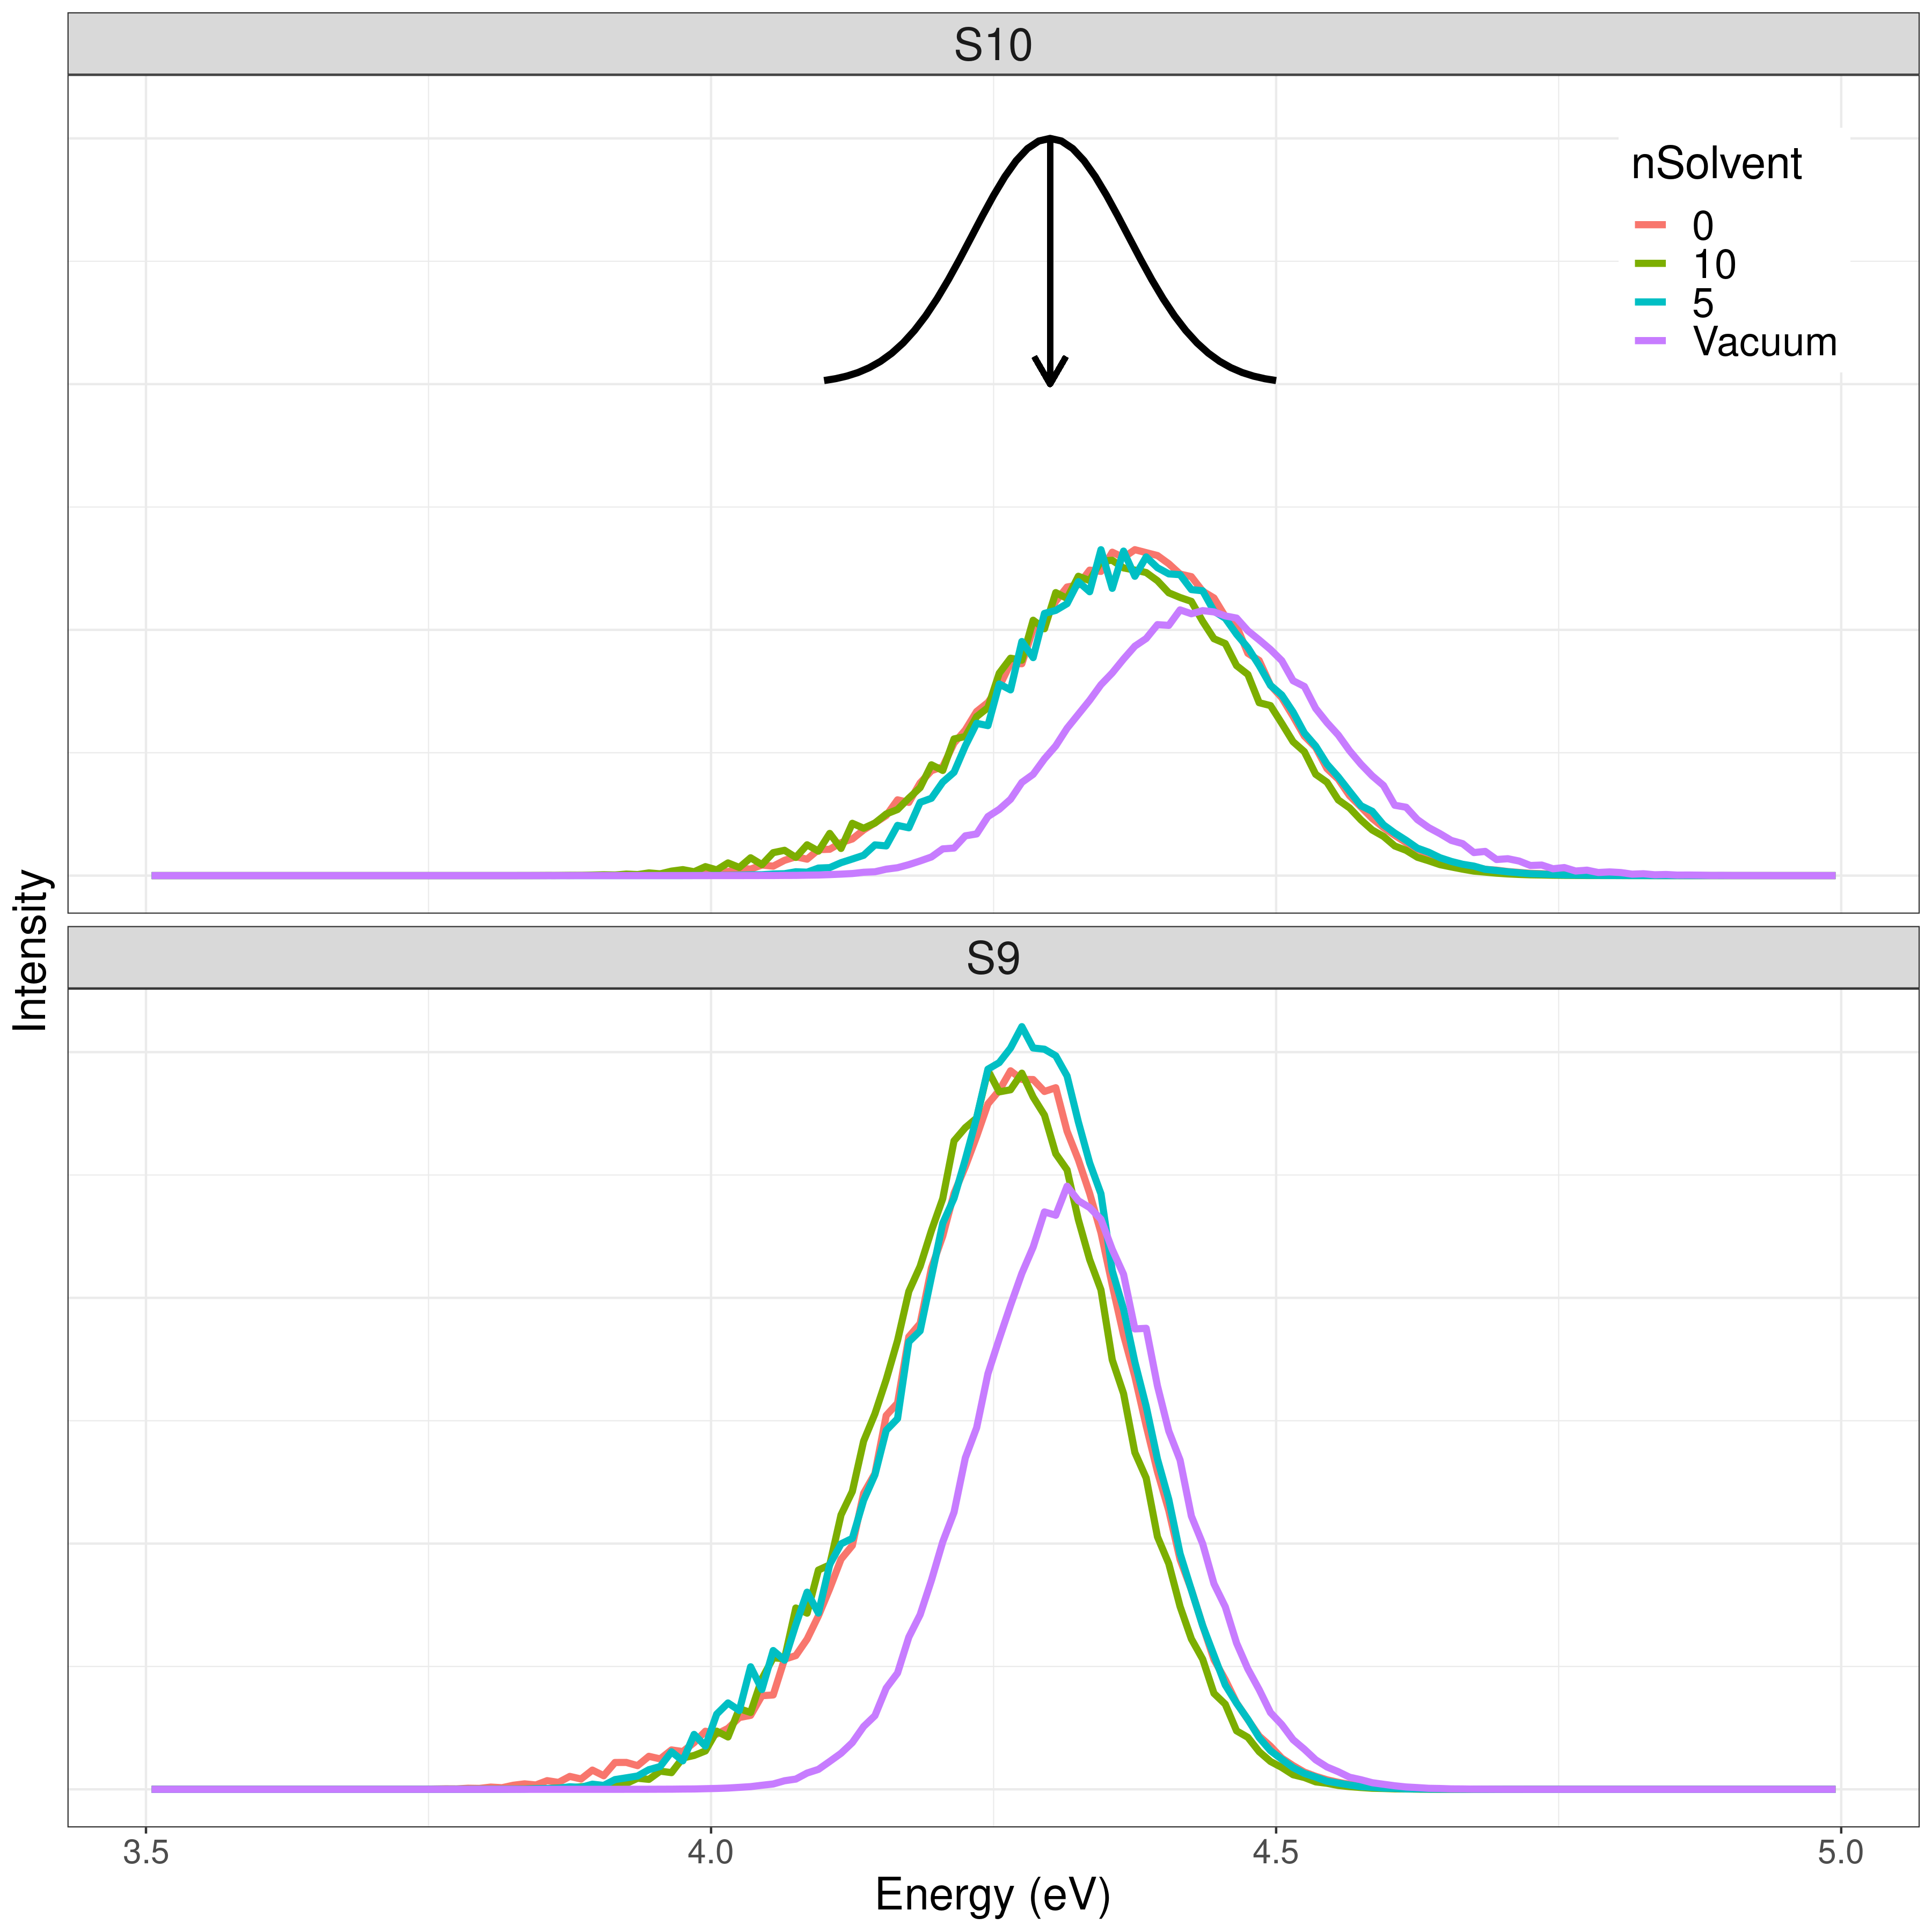 S10
nSolvent
0
10
5
Vacuum
Intensity
S9
3.5 4.0 4.5 5.0
Energy (eV)